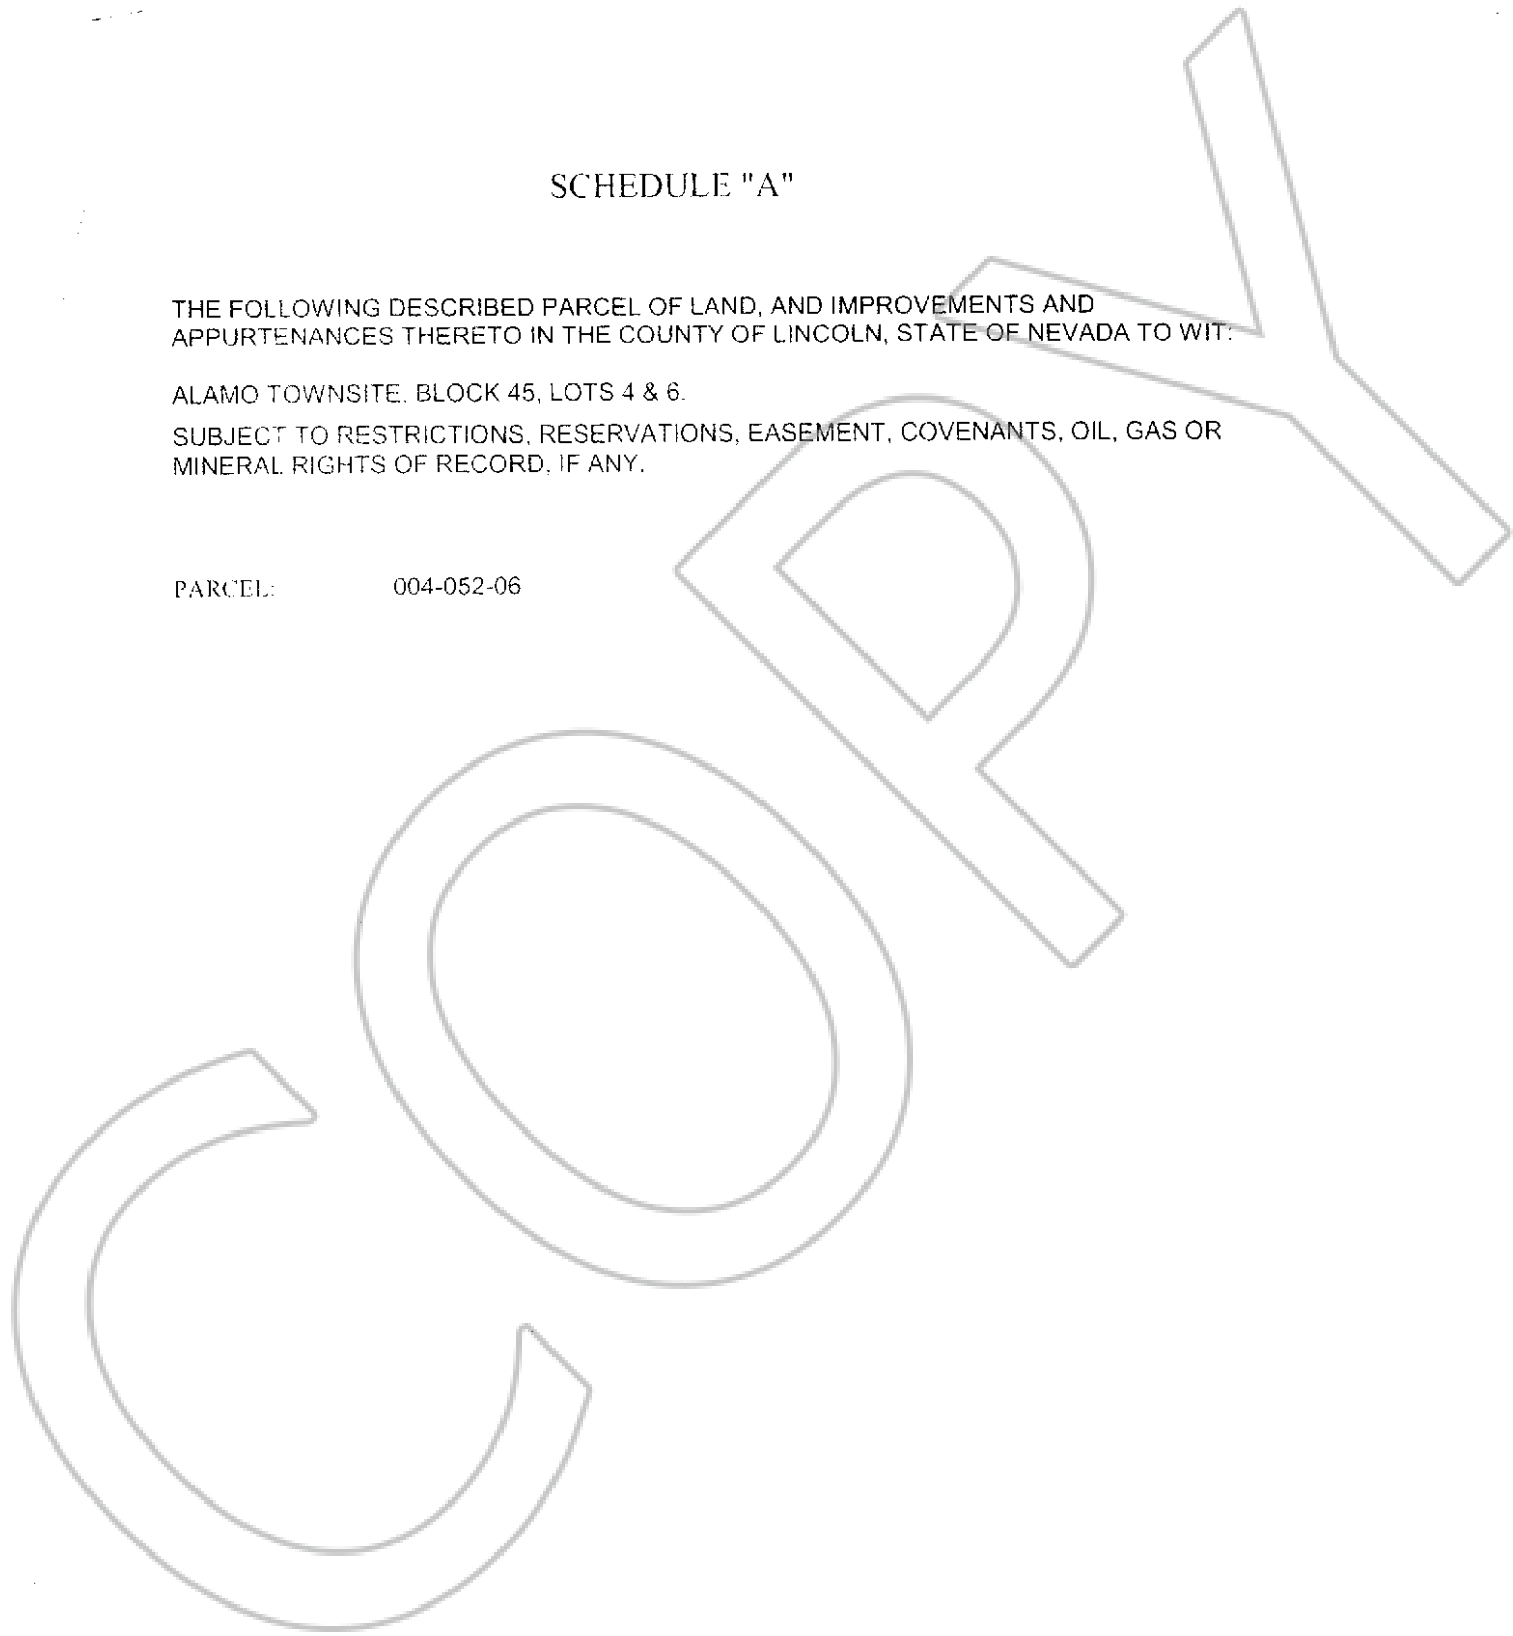 SCHEDULE "A"
THE FOLLOWING DESCRIBED PARCEL OF LAND, AND IMPROVEMENTS AND
APPURTENANCES THERETO IN THE COUNTY OF LINCOLN, STATE OF NEVADA TO WIT:
ALAMO TOWNSITE. BLOCK 45, LOTS 4 & 6.
SUBJECT TO RESTRICTIONS, RESERVATIONS, EASEMENT, COVENANTS, OIL, GAS OR
MINERAL RIGHTS OF RECORD, IF ANY.
PARCEL: 004-052-06
COPY